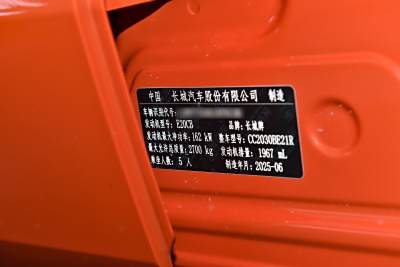 中国 长城汽车股份有限公司 制造
车辆识别代号:
发动机型号: E20CB 品牌: 长城牌
发动机最大净功率: 162 kW 整车型号: CC2030BE21R
最大允许总质量: 2700 kg 发动机排量: 1967 mL
乘坐人数: 5 人 制造年月: 2025-06